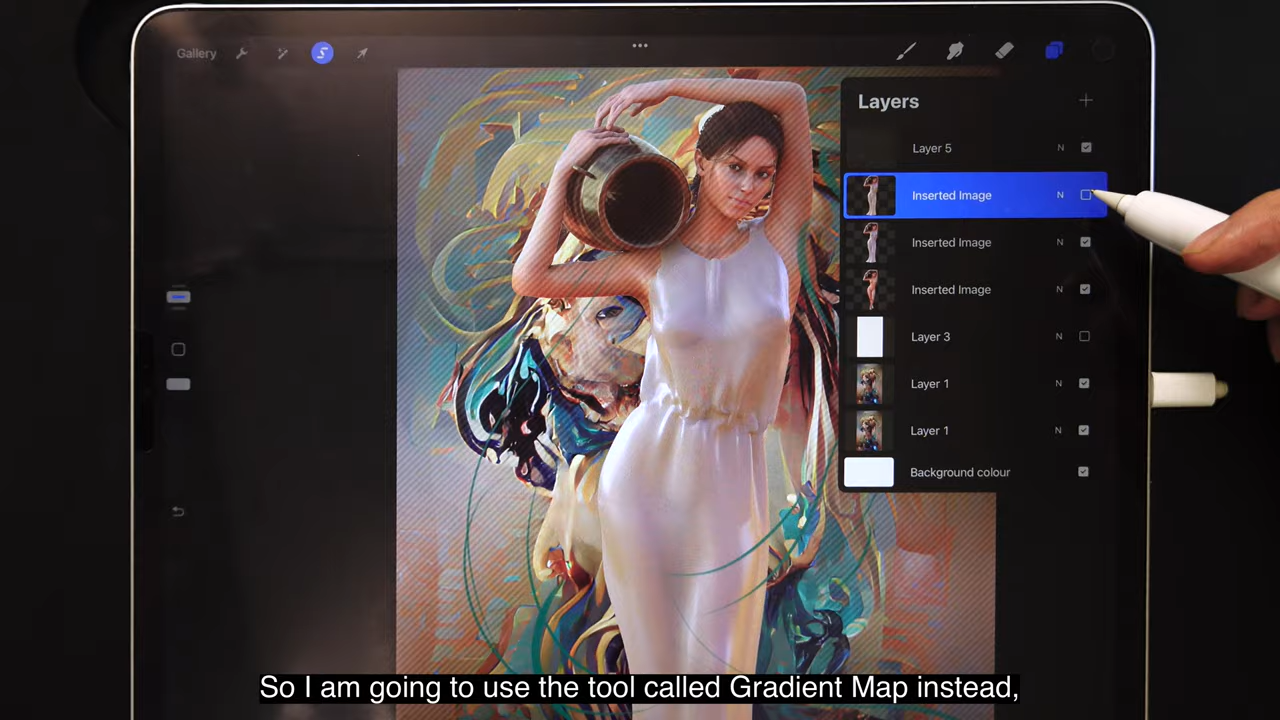 Gallery
Layers
Layer 5 N
Inserted Image N
Inserted Image N
Inserted Image N
Layer 3 N
Layer 1 N
Layer 1 N
Background colour
So I am going to use the tool called Gradient Map instead,